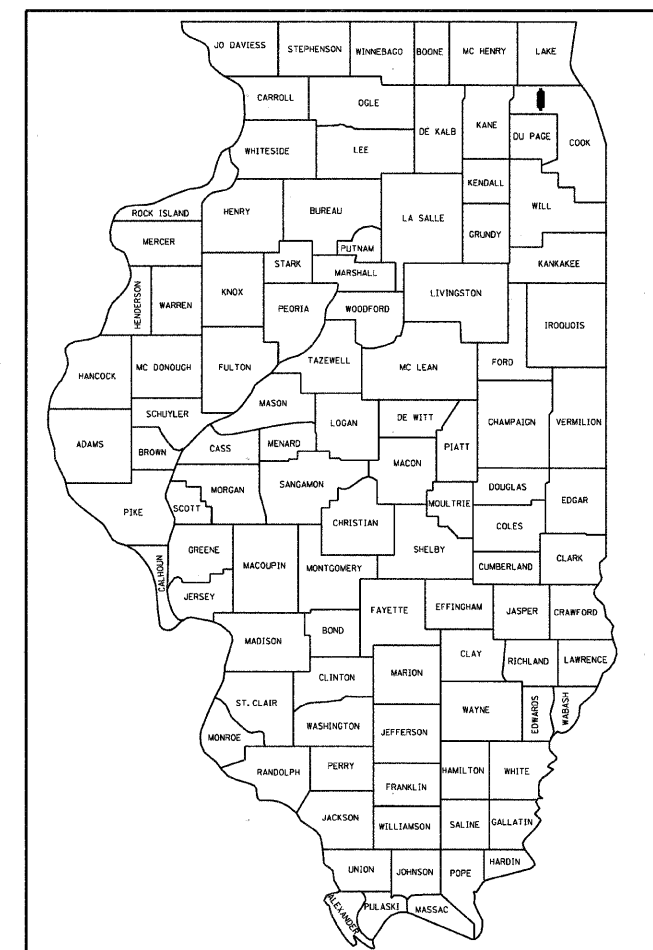 JO DAVIESS
STEPHENSON
WINNEBAGO
BOONE
MC HENRY
LAKE
CARROLL
OGLE
DE KALB
KANE
DU PAGE
COOK
WHITESIDE
LEE
KENDALL
WILL
ROCK ISLAND
HENRY
BUREAU
LA SALLE
GRUNDY
MERCER
PUTNAM
KANKAKEE
STARK
MARSHALL
HENDERSON
WARREN
KNOX
PEORIA
WOODFORD
LIVINGSTON
IROQUOIS
HANCOCK
MC DONOUGH
FULTON
TAZEWELL
MC LEAN
FORD
SCHUYLER
MASON
LOGAN
DE WITT
CHAMPAIGN
VERMILION
ADAMS
BROWN
CASS
MENARD
PIATT
MACON
PIKE
SCOTT
MORGAN
SANGAMON
MOULTRIE
DOUGLAS
EDGAR
CHRISTIAN
COLES
CALHOUN
GREENE
MACOUPIN
MONTGOMERY
SHELBY
CUMBERLAND
CLARK
JERSEY
FAYETTE
EFFINGHAM
JASPER
CRAWFORD
MADISON
BOND
CLAY
RICHLAND
LAWRENCE
CLINTON
MARION
ST. CLAIR
WAYNE
EDWARDS
WABASH
MONROE
WASHINGTON
JEFFERSON
RANDOLPH
PERRY
HAMILTON
WHITE
FRANKLIN
JACKSON
WILLIAMSON
SALINE
GALLATIN
UNION
JOHNSON
POPE
HARDIN
ALEXANDER
PULASKI
MASSAC